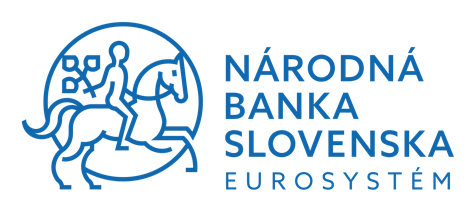 NÁRODNÁ
BANKA
SLOVENSKA
EUROSYSTÉM